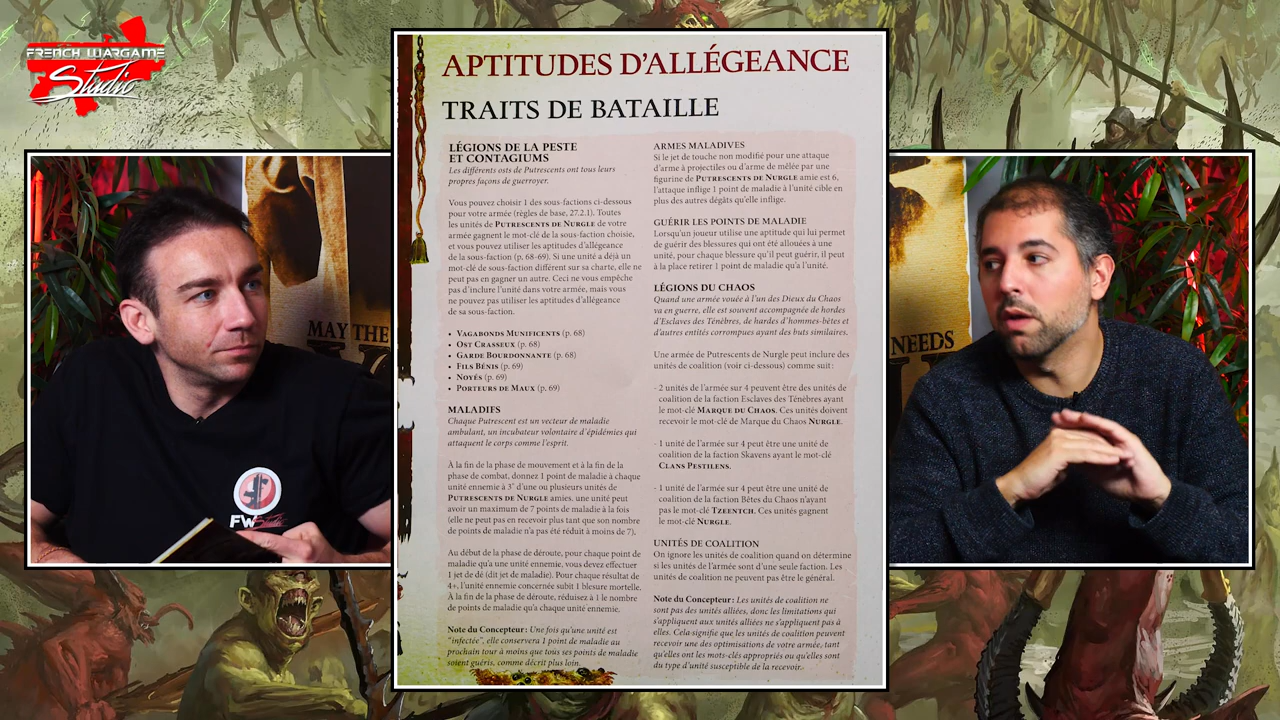 FRENCH WARGAME
Studio
APTITUDES D'ALLÉGEANCE
TRAITS DE BATAILLE
LÉGIONS DE LA PESTE
ET CONTAGIUMS
Les différents osts de Putrescents ont tous leurs
propres façons de guerroyer.
Vous pouvez choisir 1 des sous-factions ci-dessous
pour votre armée (règles de base, 27.2.1). Toutes
les unités de PUTRESCENTS DE NURGLE de votre
armée gagnent le mot-clé de la sous-faction choisie,
et vous pouvez utiliser les aptitudes d'allégeance
de la sous-faction (p. 68-69). Si une unité a déjà un
mot-clé de sous-faction différent sur sa charte, elle ne
peut pas en gagner un autre. Ceci ne vous empêche
pas d'inclure l'unité dans votre armée, mais vous
ne pouvez pas utiliser les aptitudes d'allégeance
de sa sous-faction.
• VAGABONDS MUNIFICENTS (p. 68)
• OST CRASSEUX (p. 68)
• GARDE BOURDONNANTE (p. 68)
• FILS BÉNIS (p. 69)
• NOYÉS (p. 69)
• PORTEURS DE MAUX (p. 69)
MALADIFS
Chaque Putrescent est un vecteur de maladie
ambulant, un incubateur volontaire d'épidémies qui
attaquent le corps comme l'esprit.
À la fin de la phase de mouvement et à la fin de la
phase de combat, donnez 1 point de maladie à chaque
unité ennemie à 3" d'une ou plusieurs unités de
PUTRESCENTS DE NURGLE amies. une unité peut
avoir un maximum de 7 points de maladie à la fois
(elle ne peut pas en recevoir plus tant que son nombre
de points de maladie n'a pas été réduit à moins de 7).
Au début de la phase de déroute, pour chaque point de
maladie qu'a une unité ennemie, vous devez effectuer
1 jet de dé (dit jet de maladie). Pour chaque résultat de
4+, l'unité ennemie concernée subit 1 blesure mortelle.
À la fin de la phase de déroute, réduisez à 1 le nombre
de points de maladie qu'a chaque unité ennemie.
Note du Concepteur : Une fois qu'une unité est
"infectée", elle conservera 1 point de maladie au
prochain tour à moins que tous ses points de maladie
soient guéris, comme décrit plus loin.
ARMES MALADIVES
Si le jet de touche non modifié pour une attaque
d'arme à projectiles ou d'arme de mêlée par une
figurine de PUTRESCENTS DE NURGLE amie est 6,
l'attaque inflige 1 point de maladie à l'unité cible en
plus des autres dégâts qu'elle inflige.
GUÉRIR LES POINTS DE MALADIE
Lorsqu'un joueur utilise une aptitude qui lui permet
de guérir des blessures qui ont été allouées à une
unité, pour chaque blessure qu'il peut guérir, il peut
à la place retirer 1 point de maladie qu'a l'unité.
LÉGIONS DU CHAOS
Quand une armée vouée à l'un des Dieux du Chaos
va en guerre, elle est souvent accompagnée de hordes
d'Esclaves des Ténèbres, de hardes d'hommes-bêtes et
d'autres entités corrompues ayant des buts similaires.
Une armée de Putrescents de Nurgle peut inclure des
unités de coalition (voir ci-dessous) comme suit :
- 2 unités de l'armée sur 4 peuvent être des unités de
coalition de la faction Esclaves des Ténèbres ayant
le mot-clé MARQUE DU CHAOS. Ces unités doivent
recevoir le mot-clé de Marque du Chaos NURGLE.
- 1 unité de l'armée sur 4 peut être une unité de
coalition de la faction Skavens ayant le mot-clé
CLANS PESTILENS.
- 1 unité de l'armée sur 4 peut être une unité de
coalition de la faction Bêtes du Chaos n'ayant
pas le mot-clé TZEENTCH. Ces unités gagnent
le mot-clé NURGLE.
UNITÉS DE COALITION
On ignore les unités de coalition quand on détermine
si les unités de l'armée sont d'une seule faction. Les
unités de coalition ne peuvent pas être le général.
Note du Concepteur : Les unités de coalition ne
sont pas des unités alliées, donc les limitations qui
s'appliquent aux unités alliées ne s'appliquent pas à
elles. Cela signifie que les unités de coalition peuvent
recevoir une des optimisations de votre armée, tant
qu'elles ont les mots-clés appropriés ou qu'elles sont
du type d'unité susceptible de la recevoir.
MAY THE
NEEDS
FW Studio